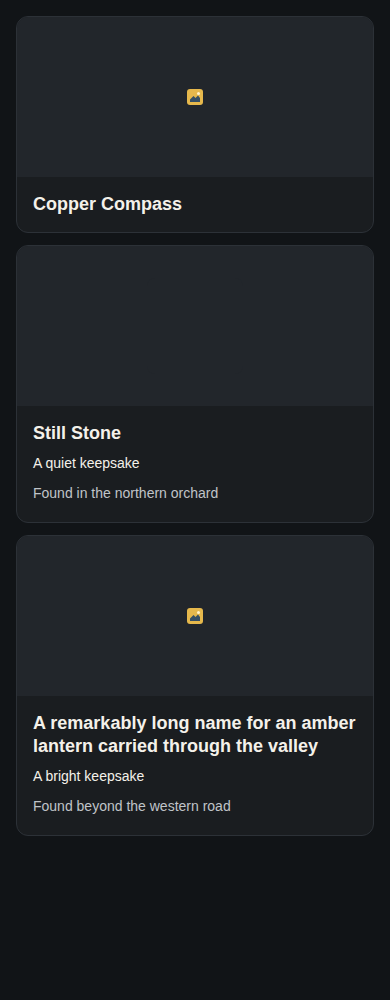 Copper Compass
Still Stone
A quiet keepsake
Found in the northern orchard
A remarkably long name for an amber
lantern carried through the valley
A bright keepsake
Found beyond the western road